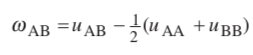 ω_AB = u_AB − ½(u_AA + u_BB)